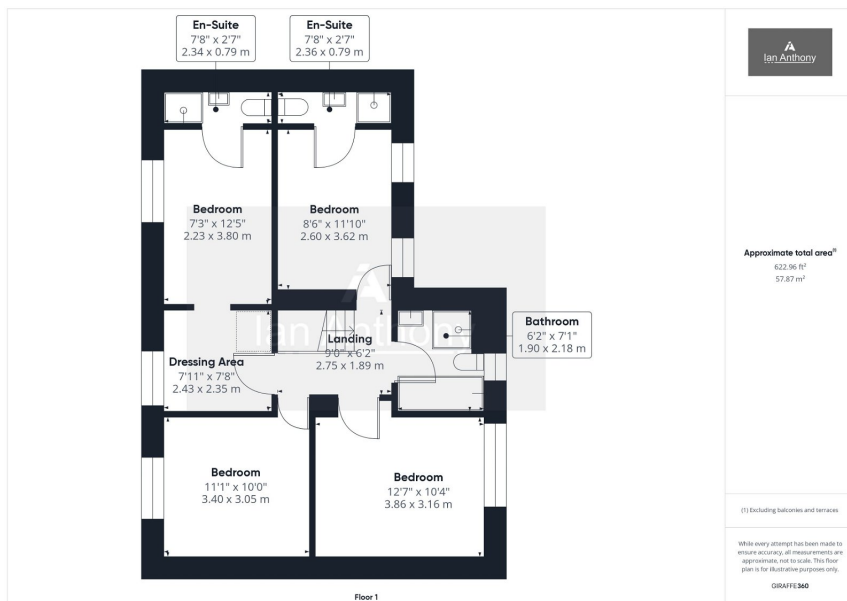 En-Suite
7'8" x 2'7"
2.34 x 0.79 m
En-Suite
7'8" x 2'7"
2.36 x 0.79 m
Bedroom
7'3" x 12'5"
2.23 x 3.80 m
Bedroom
8'6" x 11'10"
2.60 x 3.62 m
Ian Anthony
Landing
9'0" x 6'2"
2.75 x 1.89 m
Bathroom
6'2" x 7'1"
1.90 x 2.18 m
Dressing Area
7'11" x 7'8"
2.43 x 2.35 m
Bedroom
11'1" x 10'0"
3.40 x 3.05 m
Bedroom
12'7" x 10'4"
3.86 x 3.16 m
Floor 1
Ian Anthony
Approximate total area⁽¹⁾
622.96 ft²
57.87 m²
(1) Excluding balconies and terraces
While every attempt has been made to
ensure accuracy, all measurements are
approximate, not to scale. This floor
plan is for illustrative purposes only.
GIRAFFE360